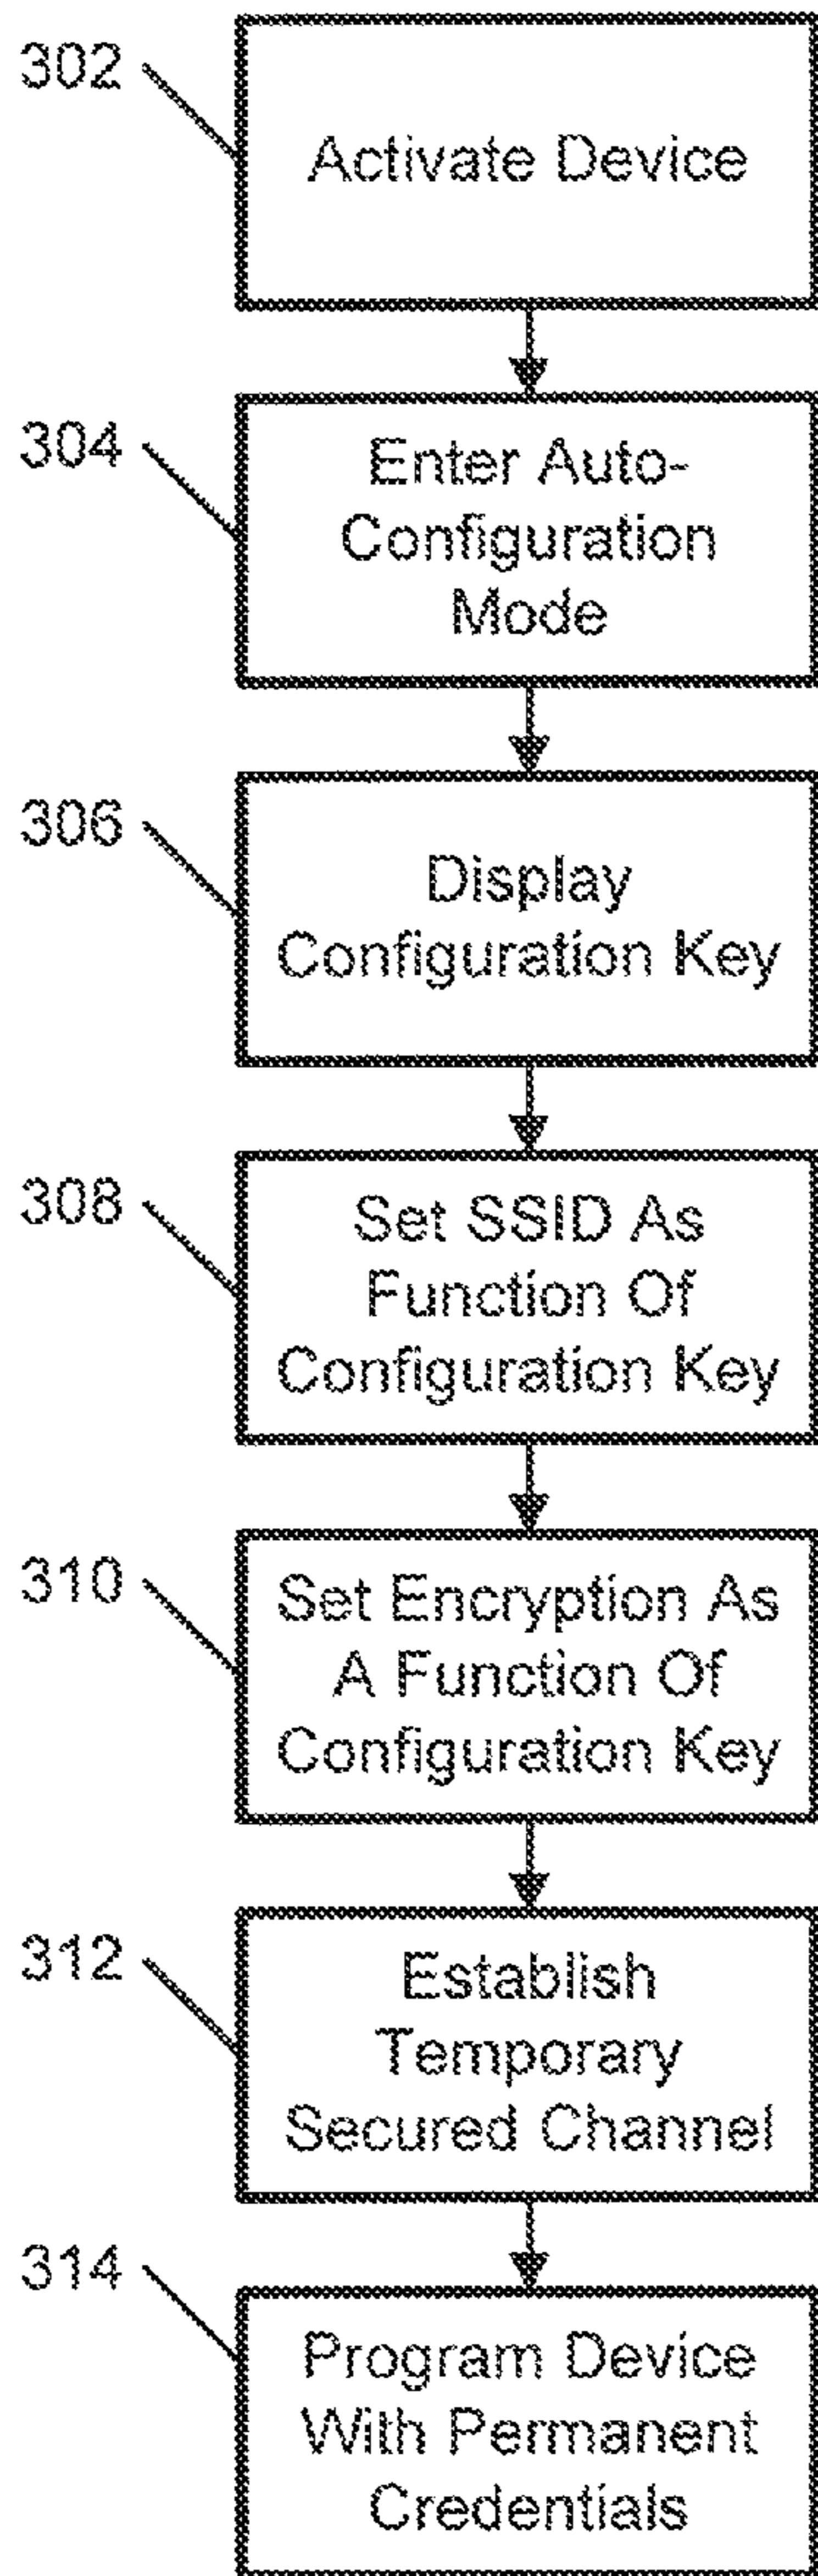 302
Activate Device
304
Enter Auto-
Configuration
Mode
306
Display
Configuration Key
308
Set SSID As
Function Of
Configuration Key
310
Set Encryption As
A Function Of
Configuration Key
312
Establish
Temporary
Secured Channel
314
Program Device
With Permanent
Credentials